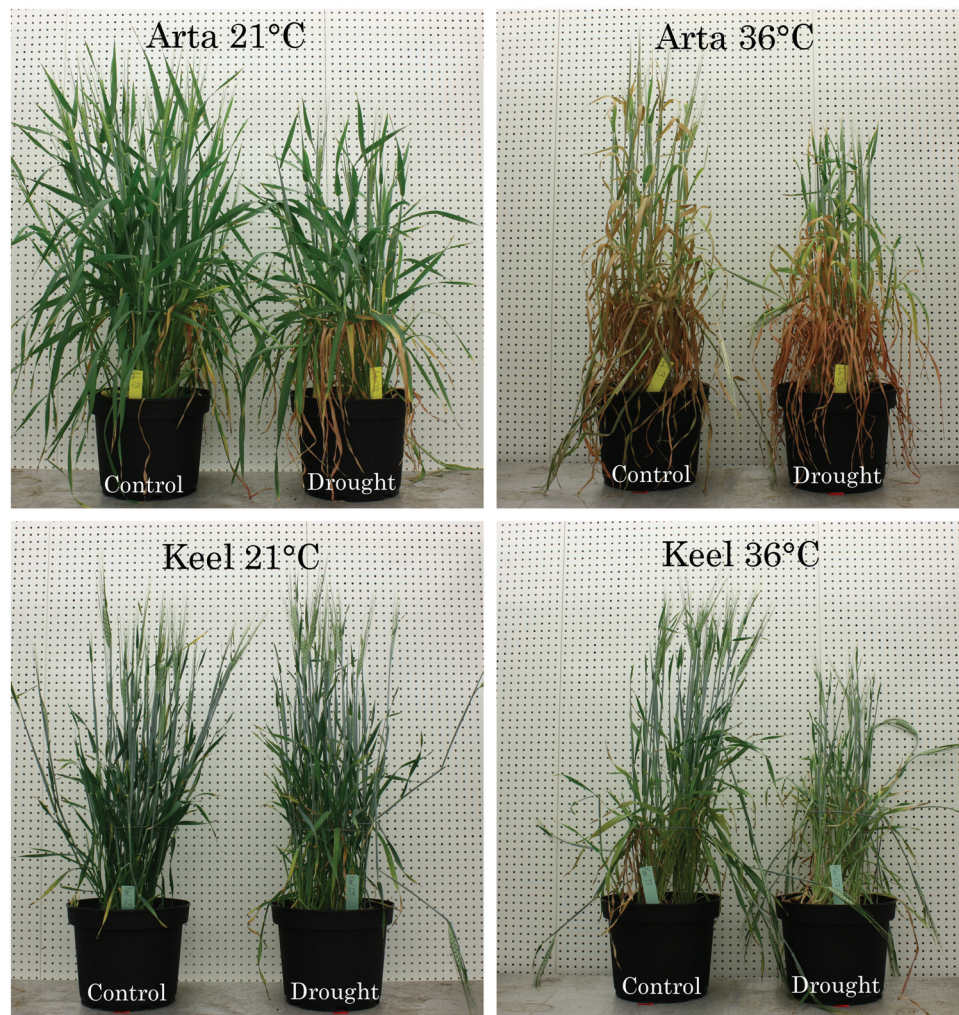 Arta 21°C
Control
Drought
Arta 36°C
Control
Drought
Keel 21°C
Control
Drought
Keel 36°C
Control
Drought